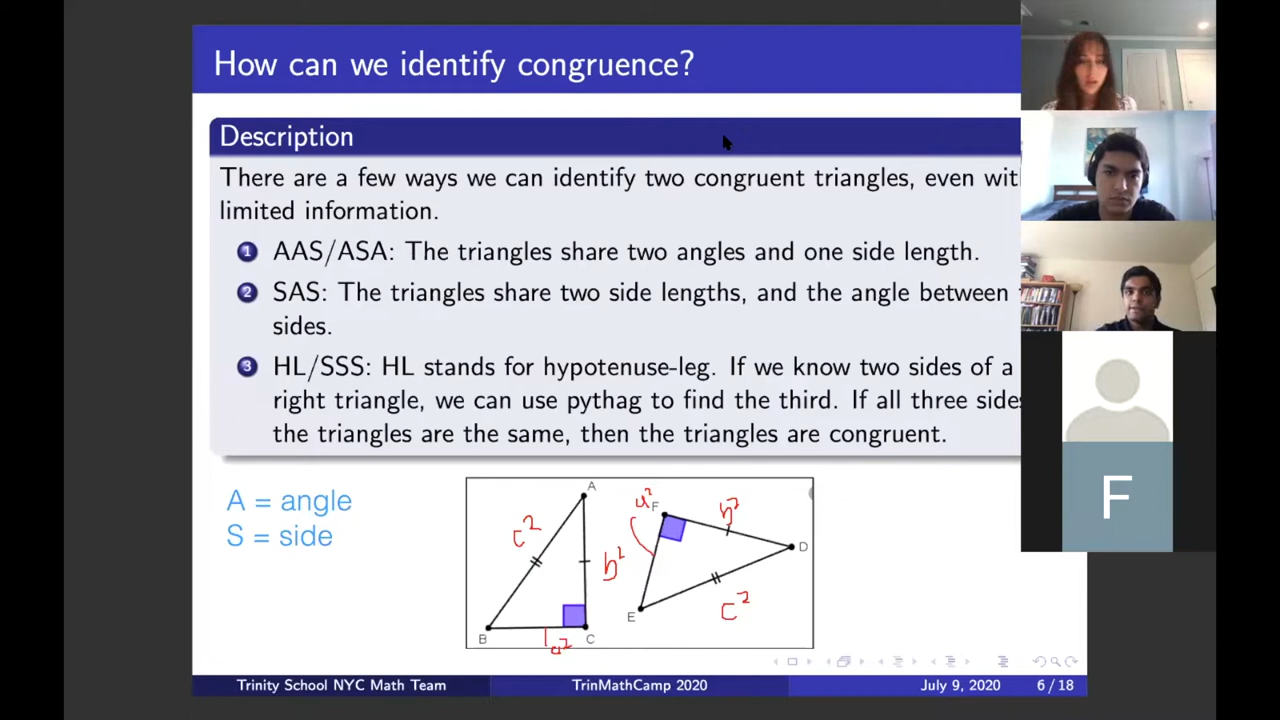 How can we identify congruence?
Description
There are a few ways we can identify two congruent triangles, even wit
limited information.
1 AAS/ASA: The triangles share two angles and one side length.
2 SAS: The triangles share two side lengths, and the angle between
sides.
3 HL/SSS: HL stands for hypotenuse-leg. If we know two sides of a
right triangle, we can use pythag to find the third. If all three sides
the triangles are the same, then the triangles are congruent.
A = angle
S = side
A
c²
b²
B
C
a²
a²
F
b²
D
E
c²
F
Trinity School NYC Math Team
TrinMathCamp 2020
July 9, 2020
6 / 18